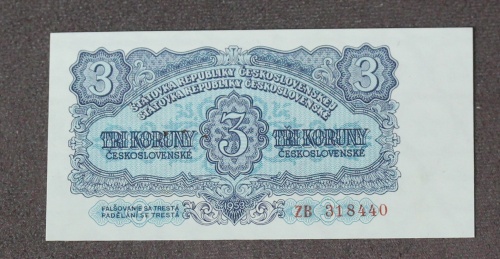 3 3
ŠTÁTOVKA REPUBLIKY ČESKOSLOVENSKEJ
STÁTOVKA REPUBLIKY ČESKOSLOVENSKÉ
TRI KORUNY 3 TŘI KORUNY
ČESKOSLOVENSKÉ ČESKOSLOVENSKÉ
FALŠOVANIE SA TRESTÁ
PADĚLÁNÍ SE TRESTÁ
1953
ZB 318440